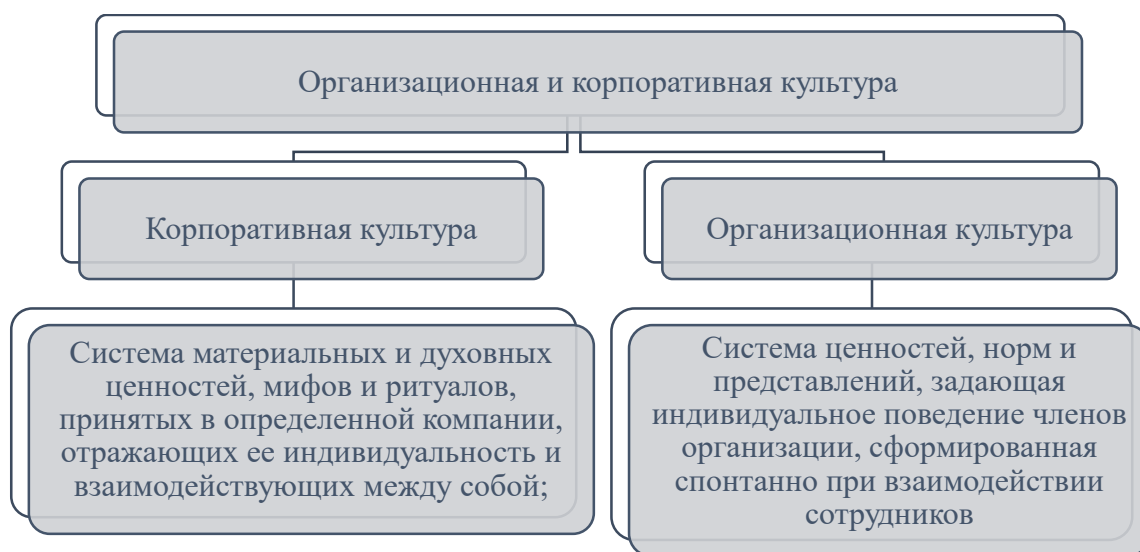 Организационная и корпоративная культура
Корпоративная культура
Организационная культура
Система материальных и духовных
ценностей, мифов и ритуалов,
принятых в определенной компании,
отражающих ее индивидуальность и
взаимодействующих между собой;
Система ценностей, норм и
представлений, задающая
индивидуальное поведение членов
организации, сформированная
спонтанно при взаимодействии
сотрудников